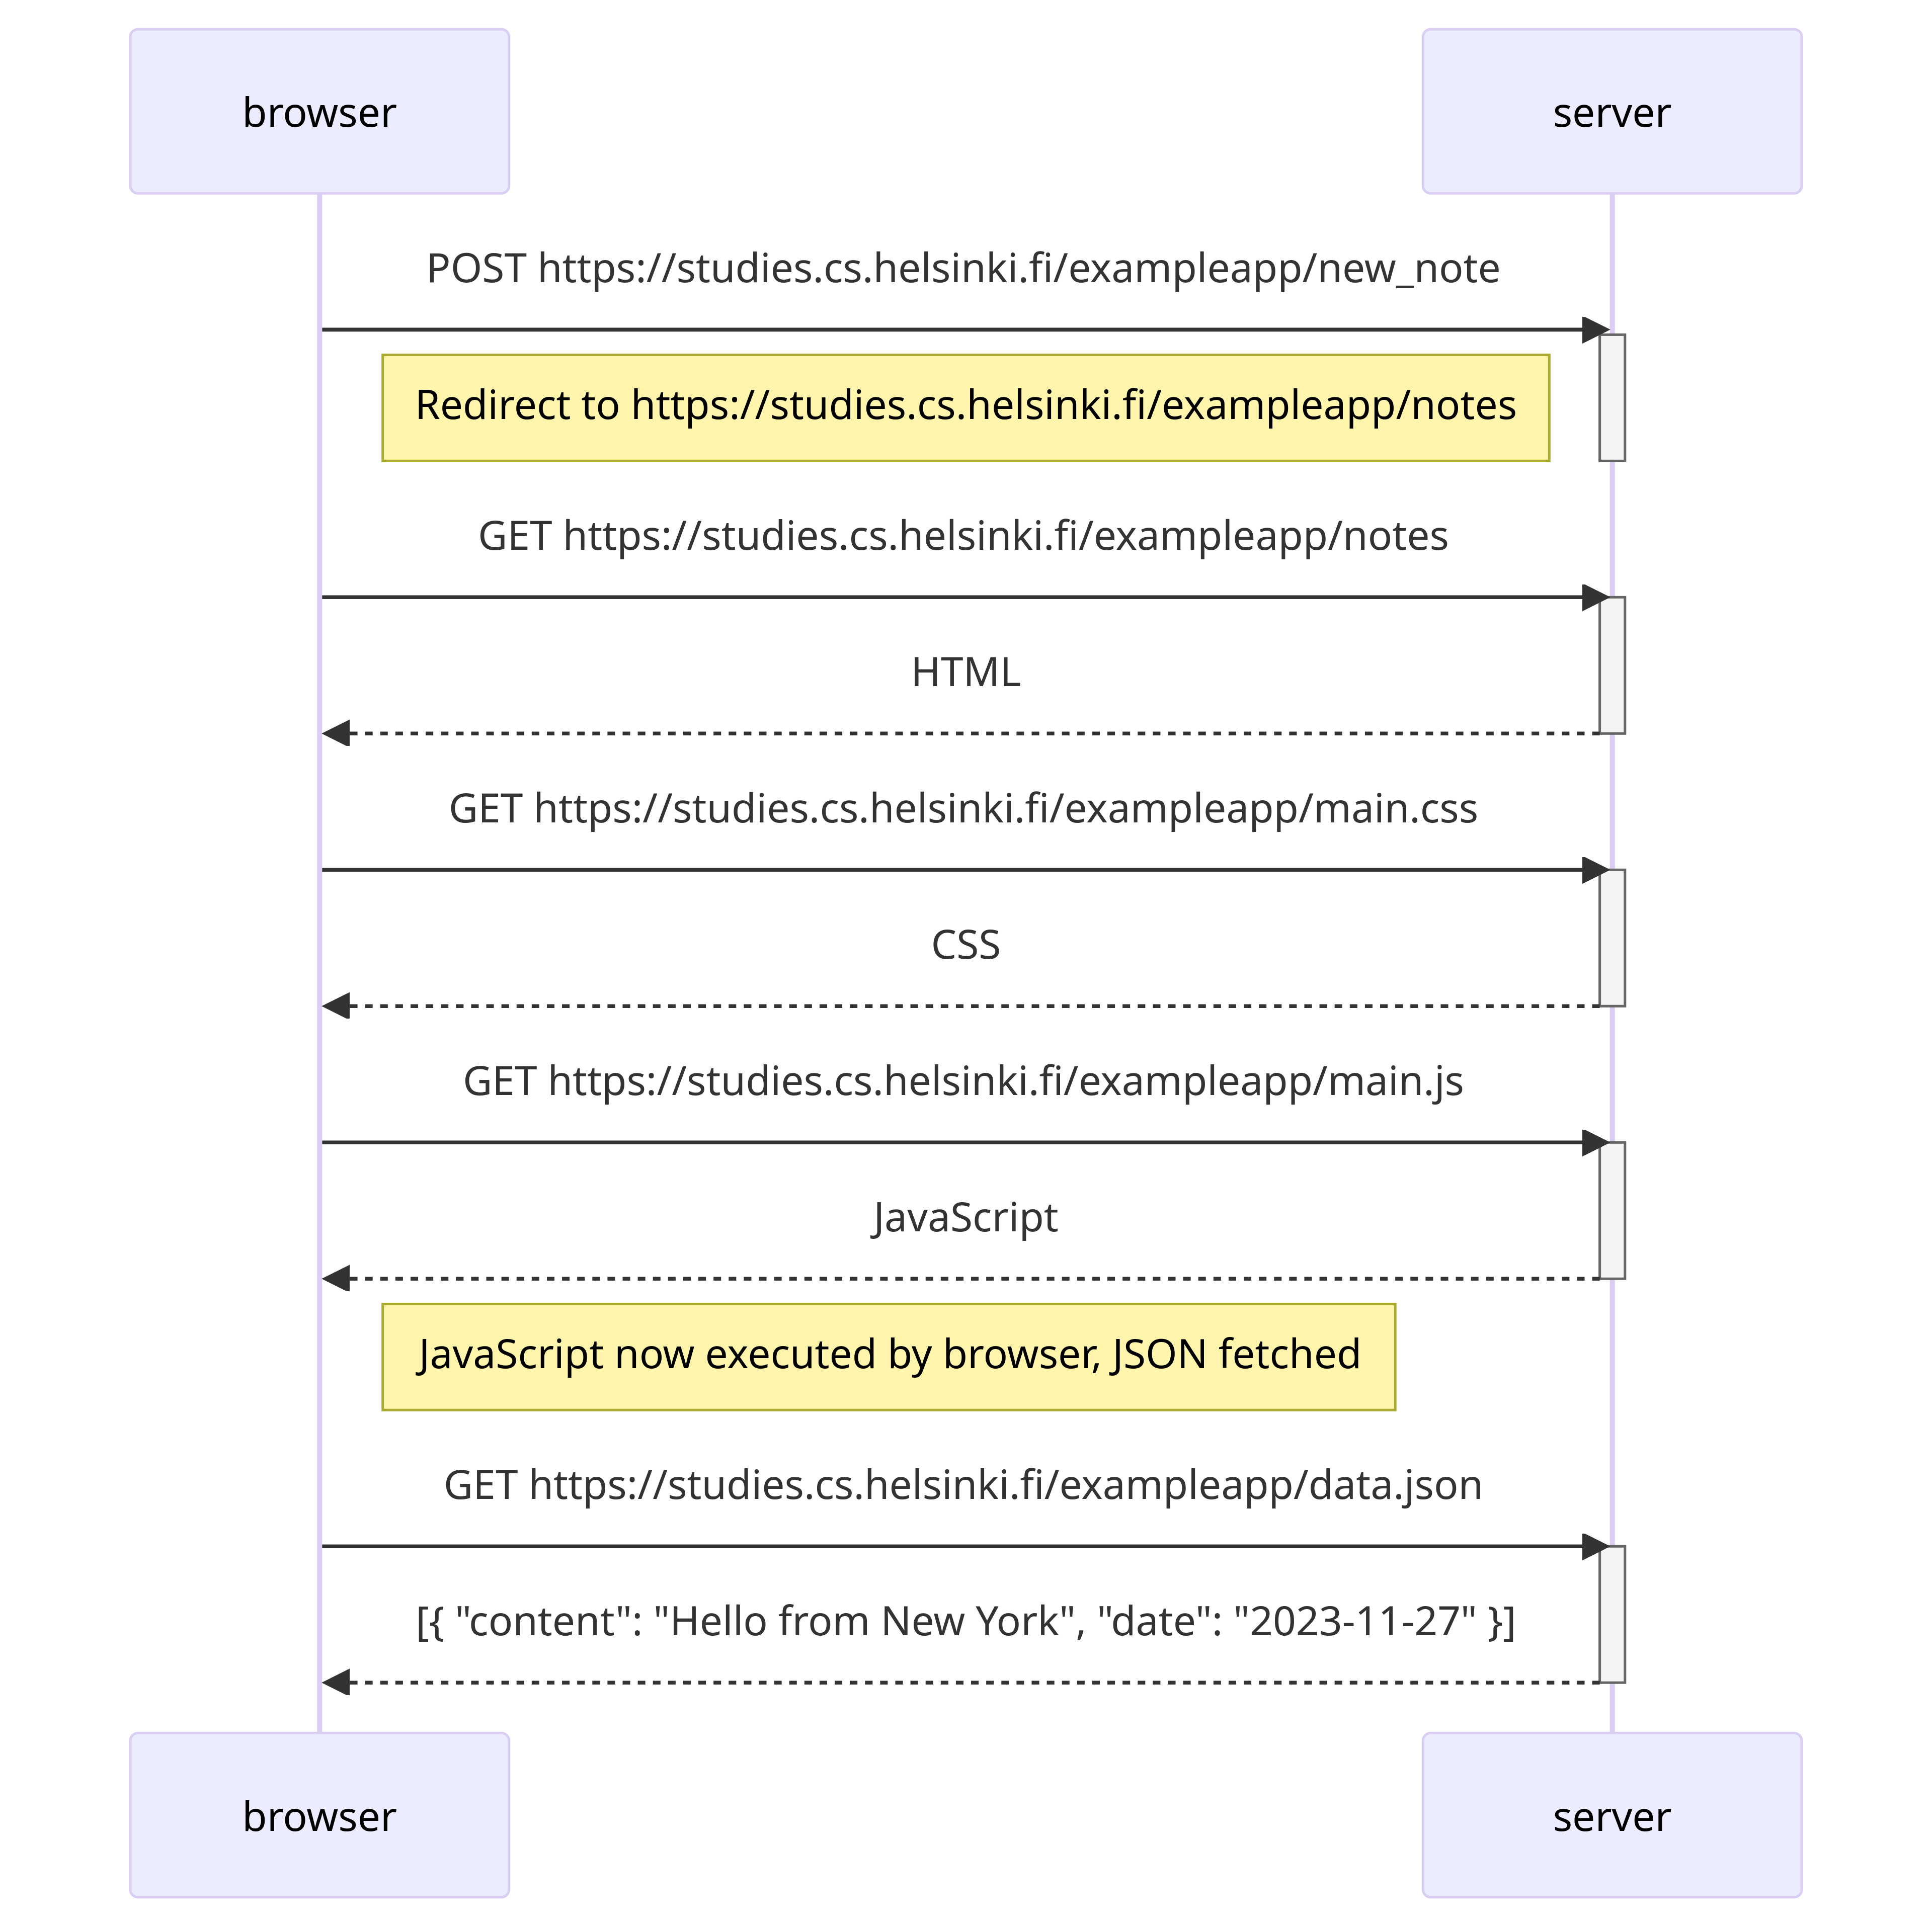 browser
server
POST https://studies.cs.helsinki.fi/exampleapp/new_note
Redirect to https://studies.cs.helsinki.fi/exampleapp/notes
GET https://studies.cs.helsinki.fi/exampleapp/notes
HTML
GET https://studies.cs.helsinki.fi/exampleapp/main.css
CSS
GET https://studies.cs.helsinki.fi/exampleapp/main.js
JavaScript
JavaScript now executed by browser, JSON fetched
GET https://studies.cs.helsinki.fi/exampleapp/data.json
[{ "content": "Hello from New York", "date": "2023-11-27" }]
browser
server